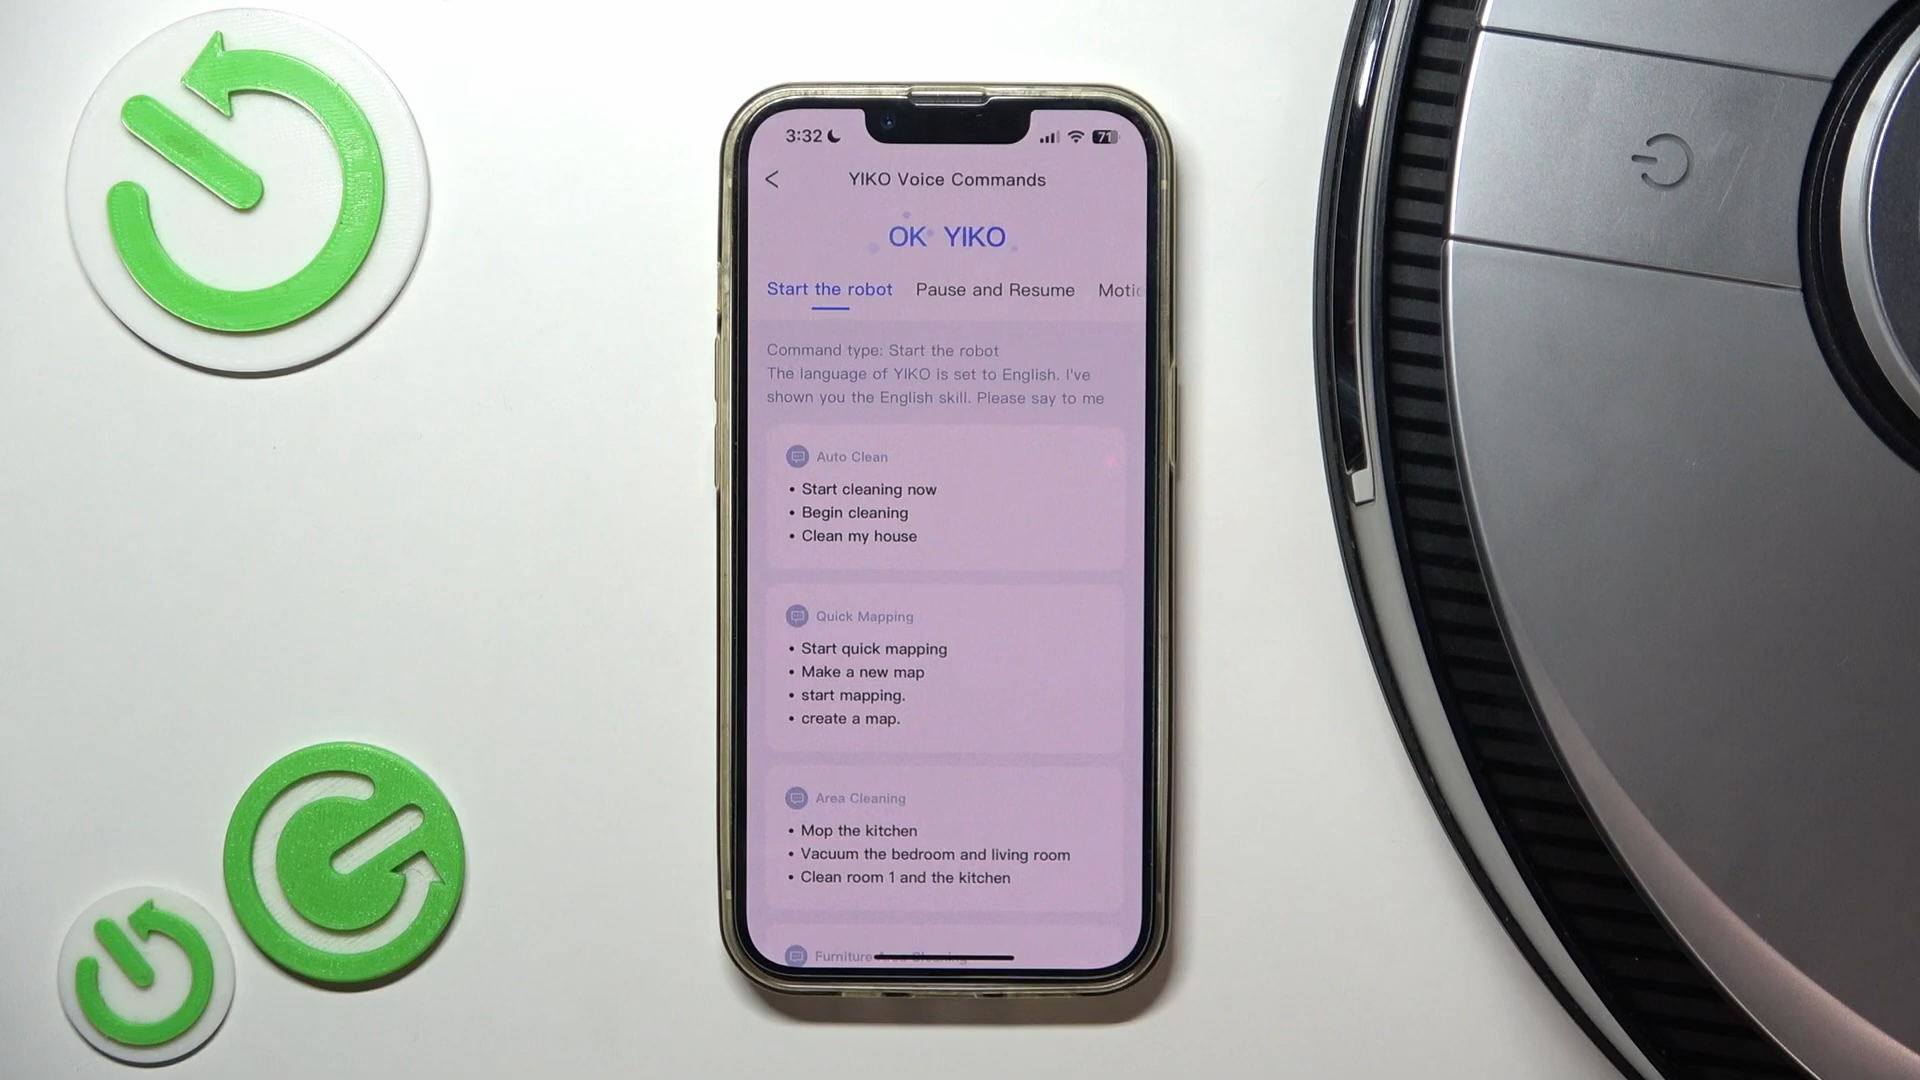 3:32
71
YIKO Voice Commands
OK YIKO
Start the robot Pause and Resume Motic
Command type: Start the robot
The language of YIKO is set to English. I've
shown you the English skill. Please say to me
Auto Clean
• Start cleaning now
• Begin cleaning
• Clean my house
Quick Mapping
• Start quick mapping
• Make a new map
• start mapping.
• create a map.
Area Cleaning
• Mop the kitchen
• Vacuum the bedroom and living room
• Clean room 1 and the kitchen
Furniture Area Cleaning